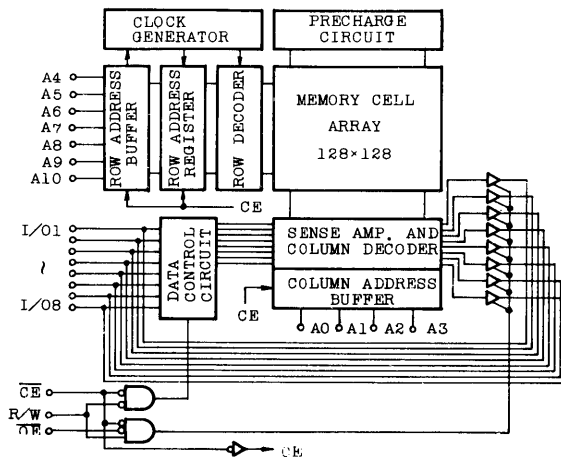 CLOCK
GENERATOR
PRECHARGE
CIRCUIT
A4
A5
A6
A7
A8
A9
A10
ROW ADDRESS
BUFFER
ROW ADDRESS
REGISTER
ROW DECODER
MEMORY CELL
ARRAY
128×128
CE
I/O1
~
I/O8
DATA
CONTROL
CIRCUIT
SENSE AMP. AND
COLUMN DECODER
COLUMN ADDRESS
BUFFER
CE
A0 A1 A2 A3
C̅E̅
R/W
O̅E̅
CE